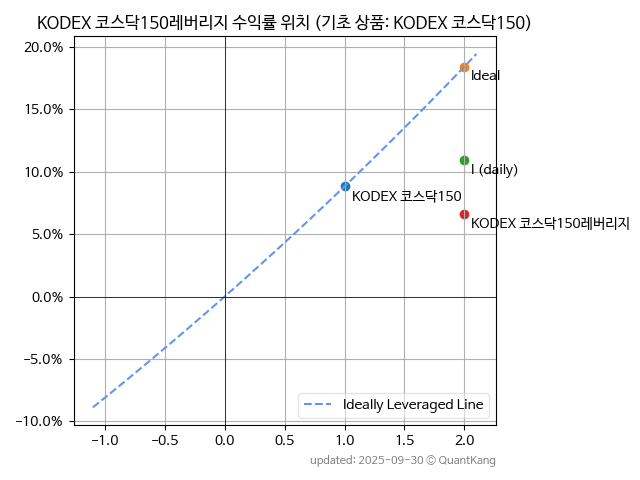 KODEX 코스닥150레버리지 수익률 위치 (기초 상품: KODEX 코스닥150)
20.0%
Ideal
15.0%
10.0%
I (daily)
KODEX 코스닥150
KODEX 코스닥150레버리지
5.0%
0.0%
−5.0%
−10.0%
Ideally Leveraged Line
−1.0 −0.5 0.0 0.5 1.0 1.5 2.0
updated: 2025-09-30 © QuantKang